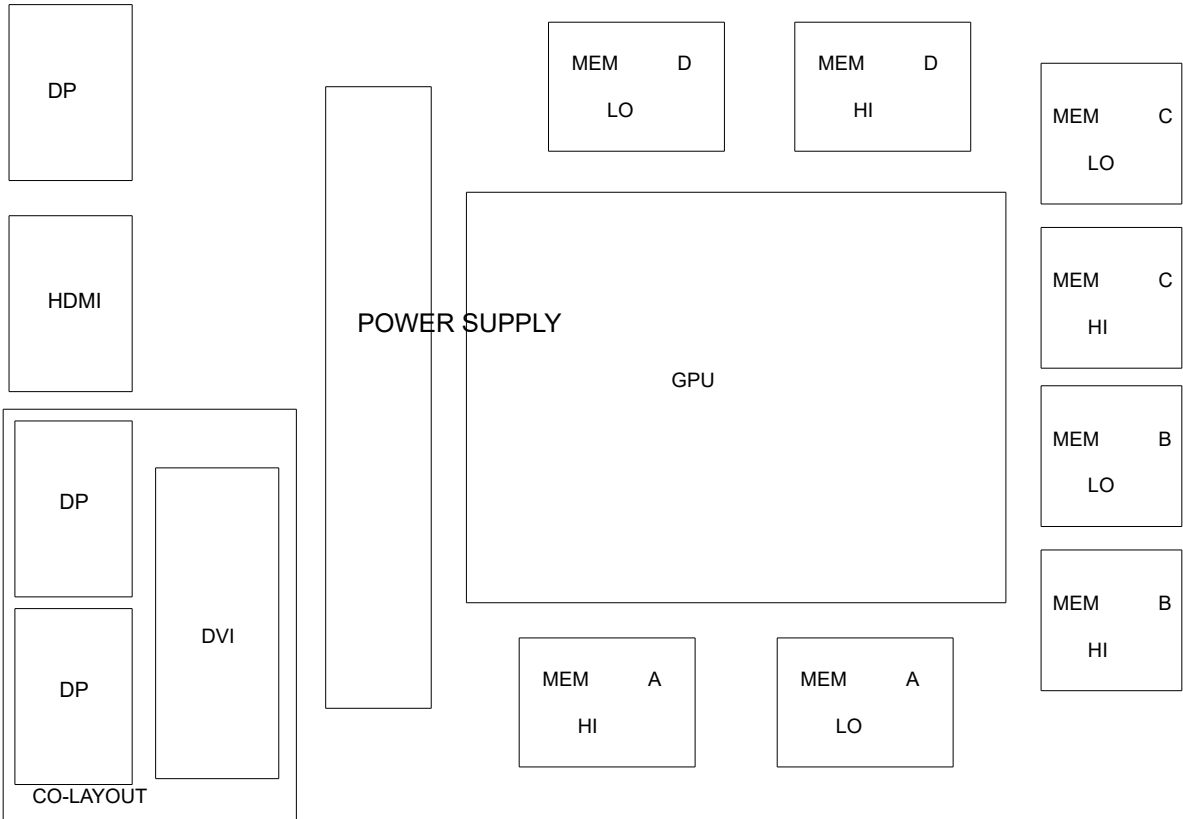 DP
HDMI
DP
DP
DVI
CO-LAYOUT
POWER SUPPLY
GPU
MEM D
LO
MEM D
HI
MEM C
LO
MEM C
HI
MEM B
LO
MEM B
HI
MEM A
HI
MEM A
LO